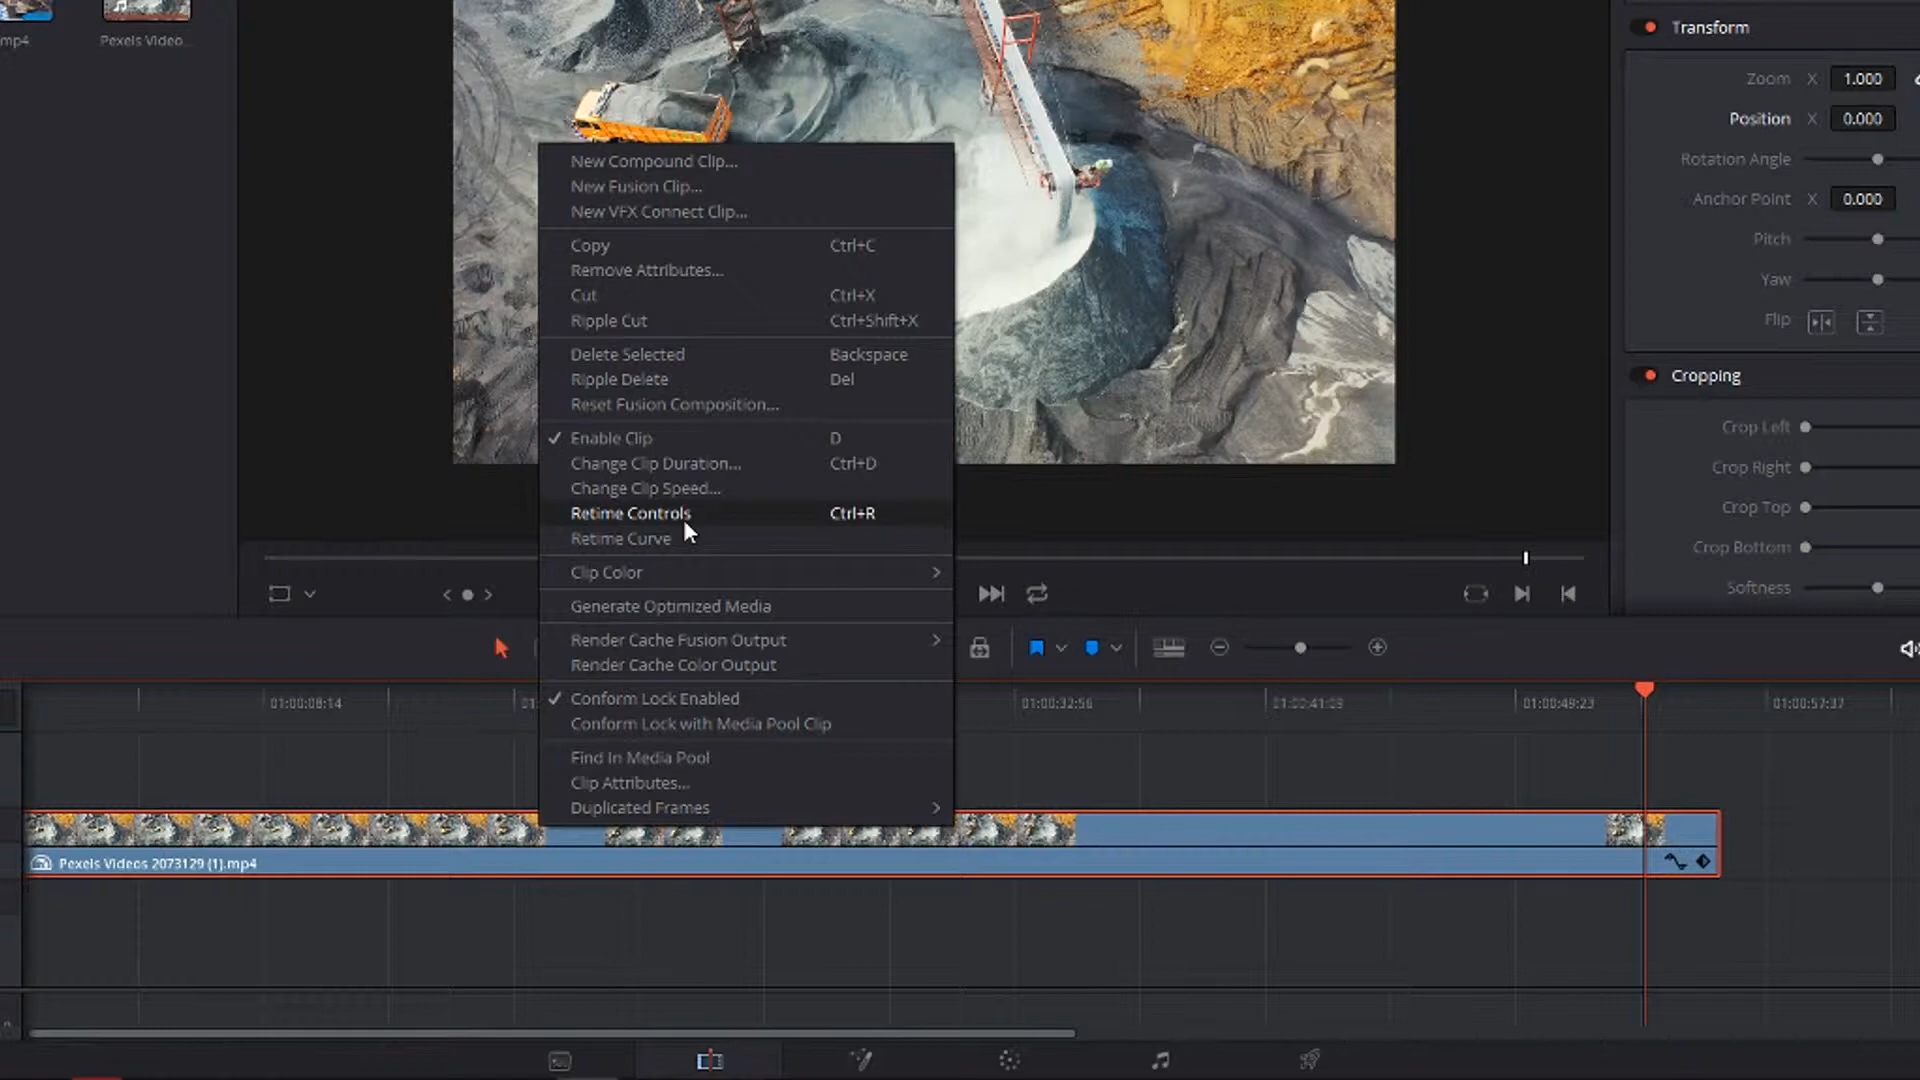 mp4
Pexels Video...
Transform
Zoom X 1.000
Position X 0.000
Rotation Angle
Anchor Point X 0.000
Pitch
Yaw
Flip
Cropping
Crop Left
Crop Right
Crop Top
Crop Bottom
Softness
New Compound Clip...
New Fusion Clip...
New VFX Connect Clip...
Copy Ctrl+C
Remove Attributes...
Cut Ctrl+X
Ripple Cut Ctrl+Shift+X
Delete Selected Backspace
Ripple Delete Del
Reset Fusion Composition...
Enable Clip D
Change Clip Duration... Ctrl+D
Change Clip Speed...
Retime Controls Ctrl+R
Retime Curve
Clip Color
Generate Optimized Media
Render Cache Fusion Output
Render Cache Color Output
Conform Lock Enabled
Conform Lock with Media Pool Clip
Find In Media Pool
Clip Attributes...
Duplicated Frames
01:00:08:14 01: 01:00:32:56 01:00:41:09 01:00:49:23 01:00:57:37
Pexels Videos 2073129 (1).mp4